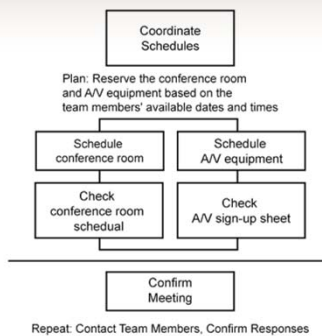 Coordinate
Schedules
Plan: Reserve the conference room
and A/V equipment based on the
team members' available dates and times
Schedule
conference room
Schedule
A/V equipment
Check
conference room
schedual
Check
A/V sign-up sheet
Confirm
Meeting
Repeat: Contact Team Members, Confirm Responses